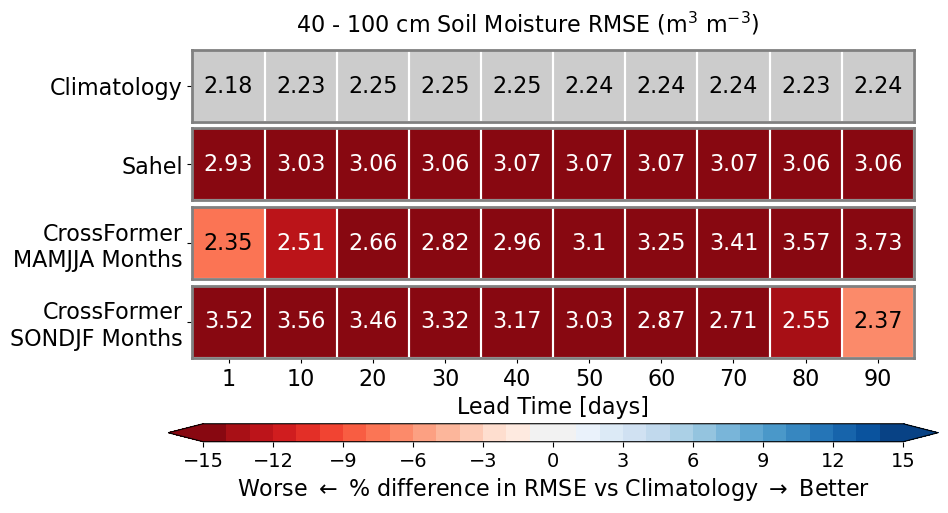 40 - 100 cm Soil Moisture RMSE (m³ m⁻³)
Climatology 2.18 2.23 2.25 2.25 2.25 2.24 2.24 2.24 2.23 2.24
Sahel 2.93 3.03 3.06 3.06 3.07 3.07 3.07 3.07 3.06 3.06
CrossFormer
MAMJJA Months 2.35 2.51 2.66 2.82 2.96 3.1 3.25 3.41 3.57 3.73
CrossFormer
SONDJF Months 3.52 3.56 3.46 3.32 3.17 3.03 2.87 2.71 2.55 2.37
1 10 20 30 40 50 60 70 80 90
Lead Time [days]
−15 −12 −9 −6 −3 0 3 6 9 12 15
Worse ← % difference in RMSE vs Climatology → Better